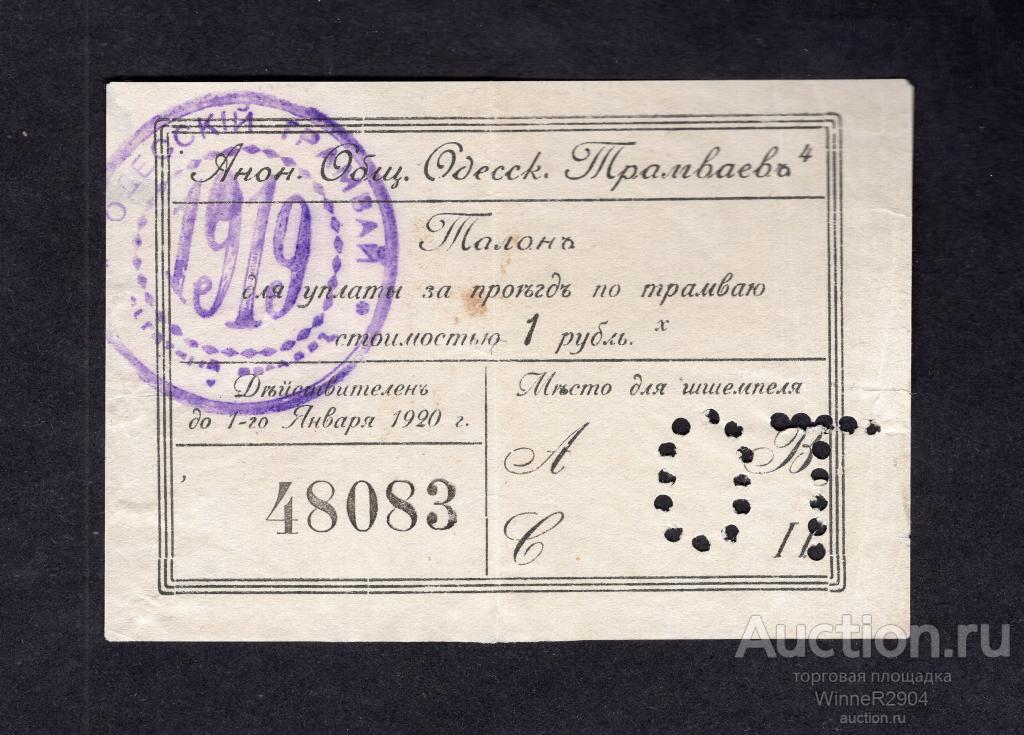 ОДЕССКІЙ ТРАМВАЙ
1919
Анон. Общ. Одесск. Трамваевъ 4
Талонъ
для уплаты за проѣздъ по трамваю
стоимостью 1 рубль. x
Дѣйствителенъ
до 1-го Января 1920 г.
48083
Мѣсто для штемпеля
А В
С
ОТ
Auction.ru
торговая площадка
WinneR2904
auction.ru